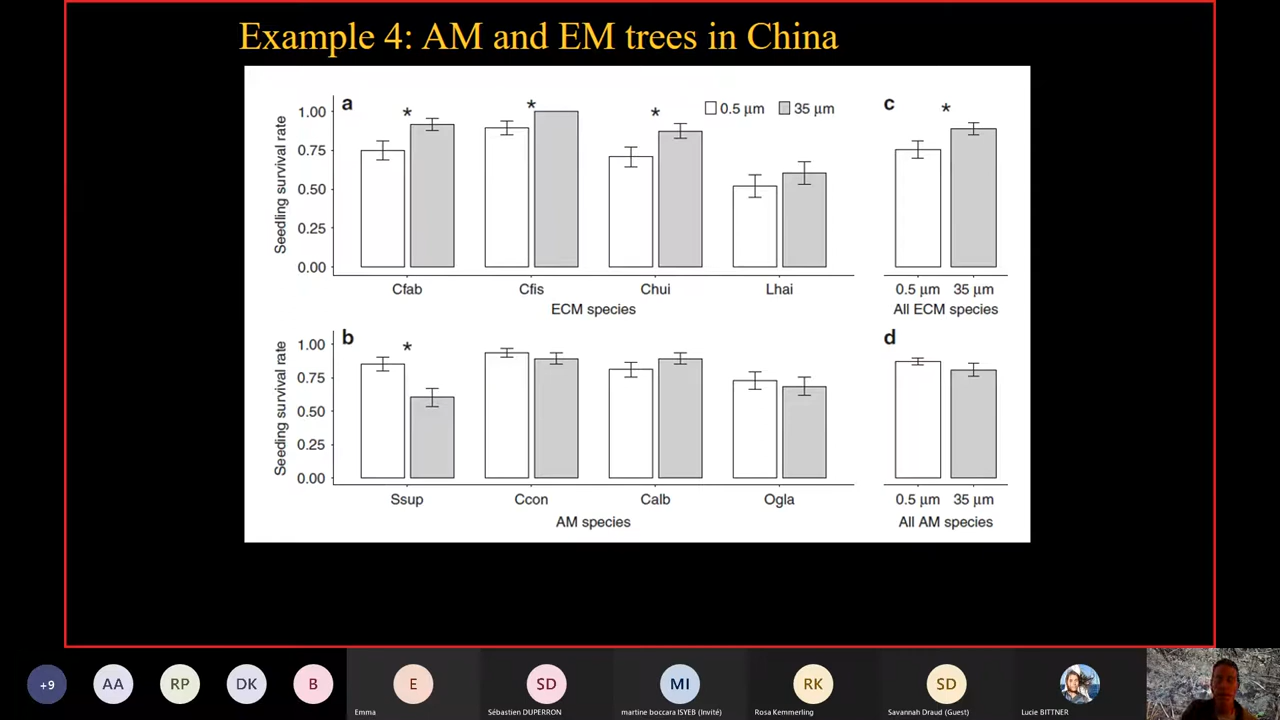 Example 4: AM and EM trees in China
a
*
*
*
0.5 μm
35 μm
Seedling survival rate
1.00
0.75
0.50
0.25
0.00
Cfab
Cfis
Chui
Lhai
ECM species
c
*
0.5 μm
35 μm
All ECM species
b
*
Seeding survival rate
1.00
0.75
0.50
0.25
0.00
Ssup
Ccon
Calb
Ogla
AM species
d
0.5 μm
35 μm
All AM species
+9
AA
RP
DK
B
E
Emma
SD
Sébastien DUPERRON
MI
martine boccara ISYEB (Invité)
RK
Rosa Kemmerling
SD
Savannah Draud (Guest)
Lucie BITTNER